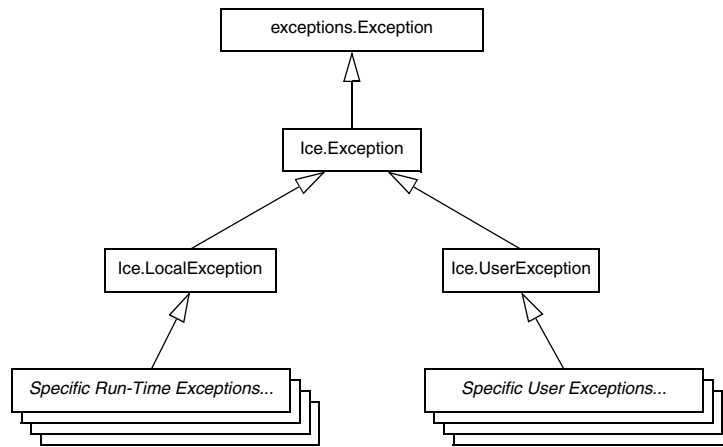 exceptions.Exception
Ice.Exception
Ice.LocalException
Ice.UserException
Specific Run-Time Exceptions...
Specific User Exceptions...